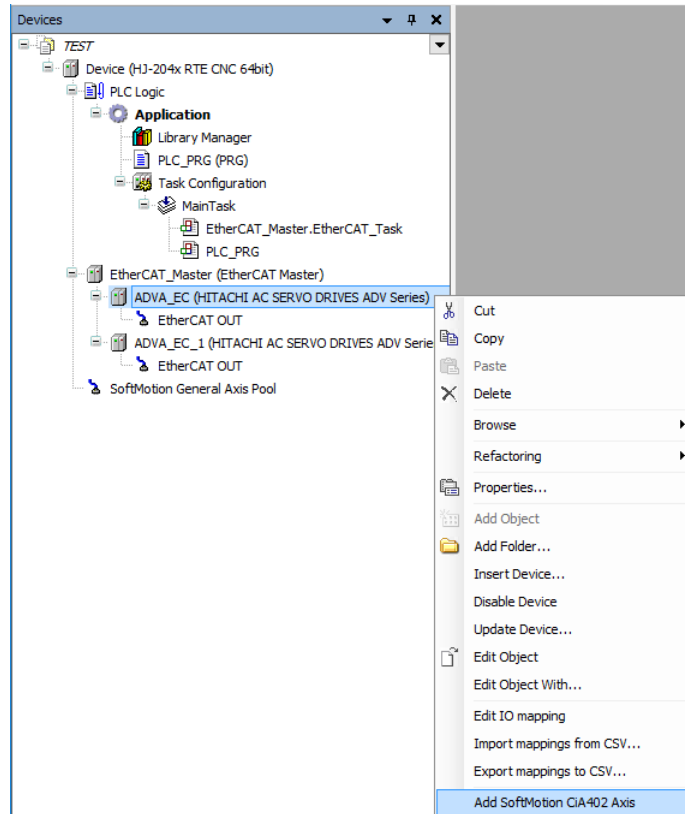 Devices
TEST
Device (HJ-204x RTE CNC 64bit)
PLC Logic
Application
Library Manager
PLC_PRG (PRG)
Task Configuration
MainTask
EtherCAT_Master.EtherCAT_Task
PLC_PRG
EtherCAT_Master (EtherCAT Master)
ADVA_EC (HITACHI AC SERVO DRIVES ADV Series)
EtherCAT OUT
ADVA_EC_1 (HITACHI AC SERVO DRIVES ADV Serie
EtherCAT OUT
SoftMotion General Axis Pool
Cut
Copy
Paste
Delete
Browse
Refactoring
Properties...
Add Object
Add Folder...
Insert Device...
Disable Device
Update Device...
Edit Object
Edit Object With...
Edit IO mapping
Import mappings from CSV...
Export mappings to CSV...
Add SoftMotion CiA402 Axis